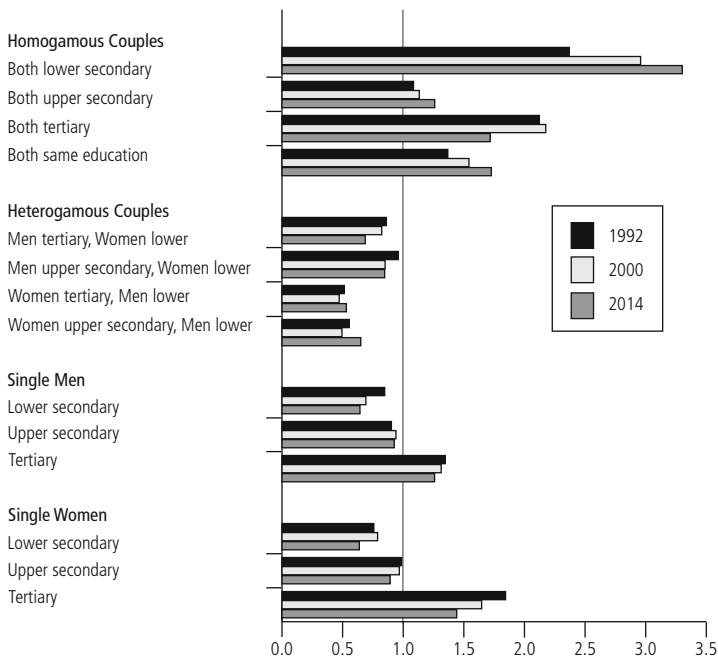 Homogamous Couples
Both lower secondary
Both upper secondary
Both tertiary
Both same education
Heterogamous Couples
Men tertiary, Women lower
Men upper secondary, Women lower
Women tertiary, Men lower
Women upper secondary, Men lower
1992
2000
2014
Single Men
Lower secondary
Upper secondary
Tertiary
Single Women
Lower secondary
Upper secondary
Tertiary
0.0 0.5 1.0 1.5 2.0 2.5 3.0 3.5